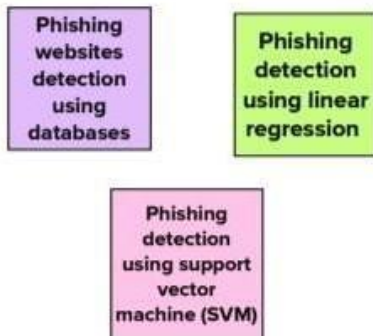 Phishing
websites
detection
using
databases
Phishing
detection
using linear
regression
Phishing
detection
using support
vector
machine (SVM)